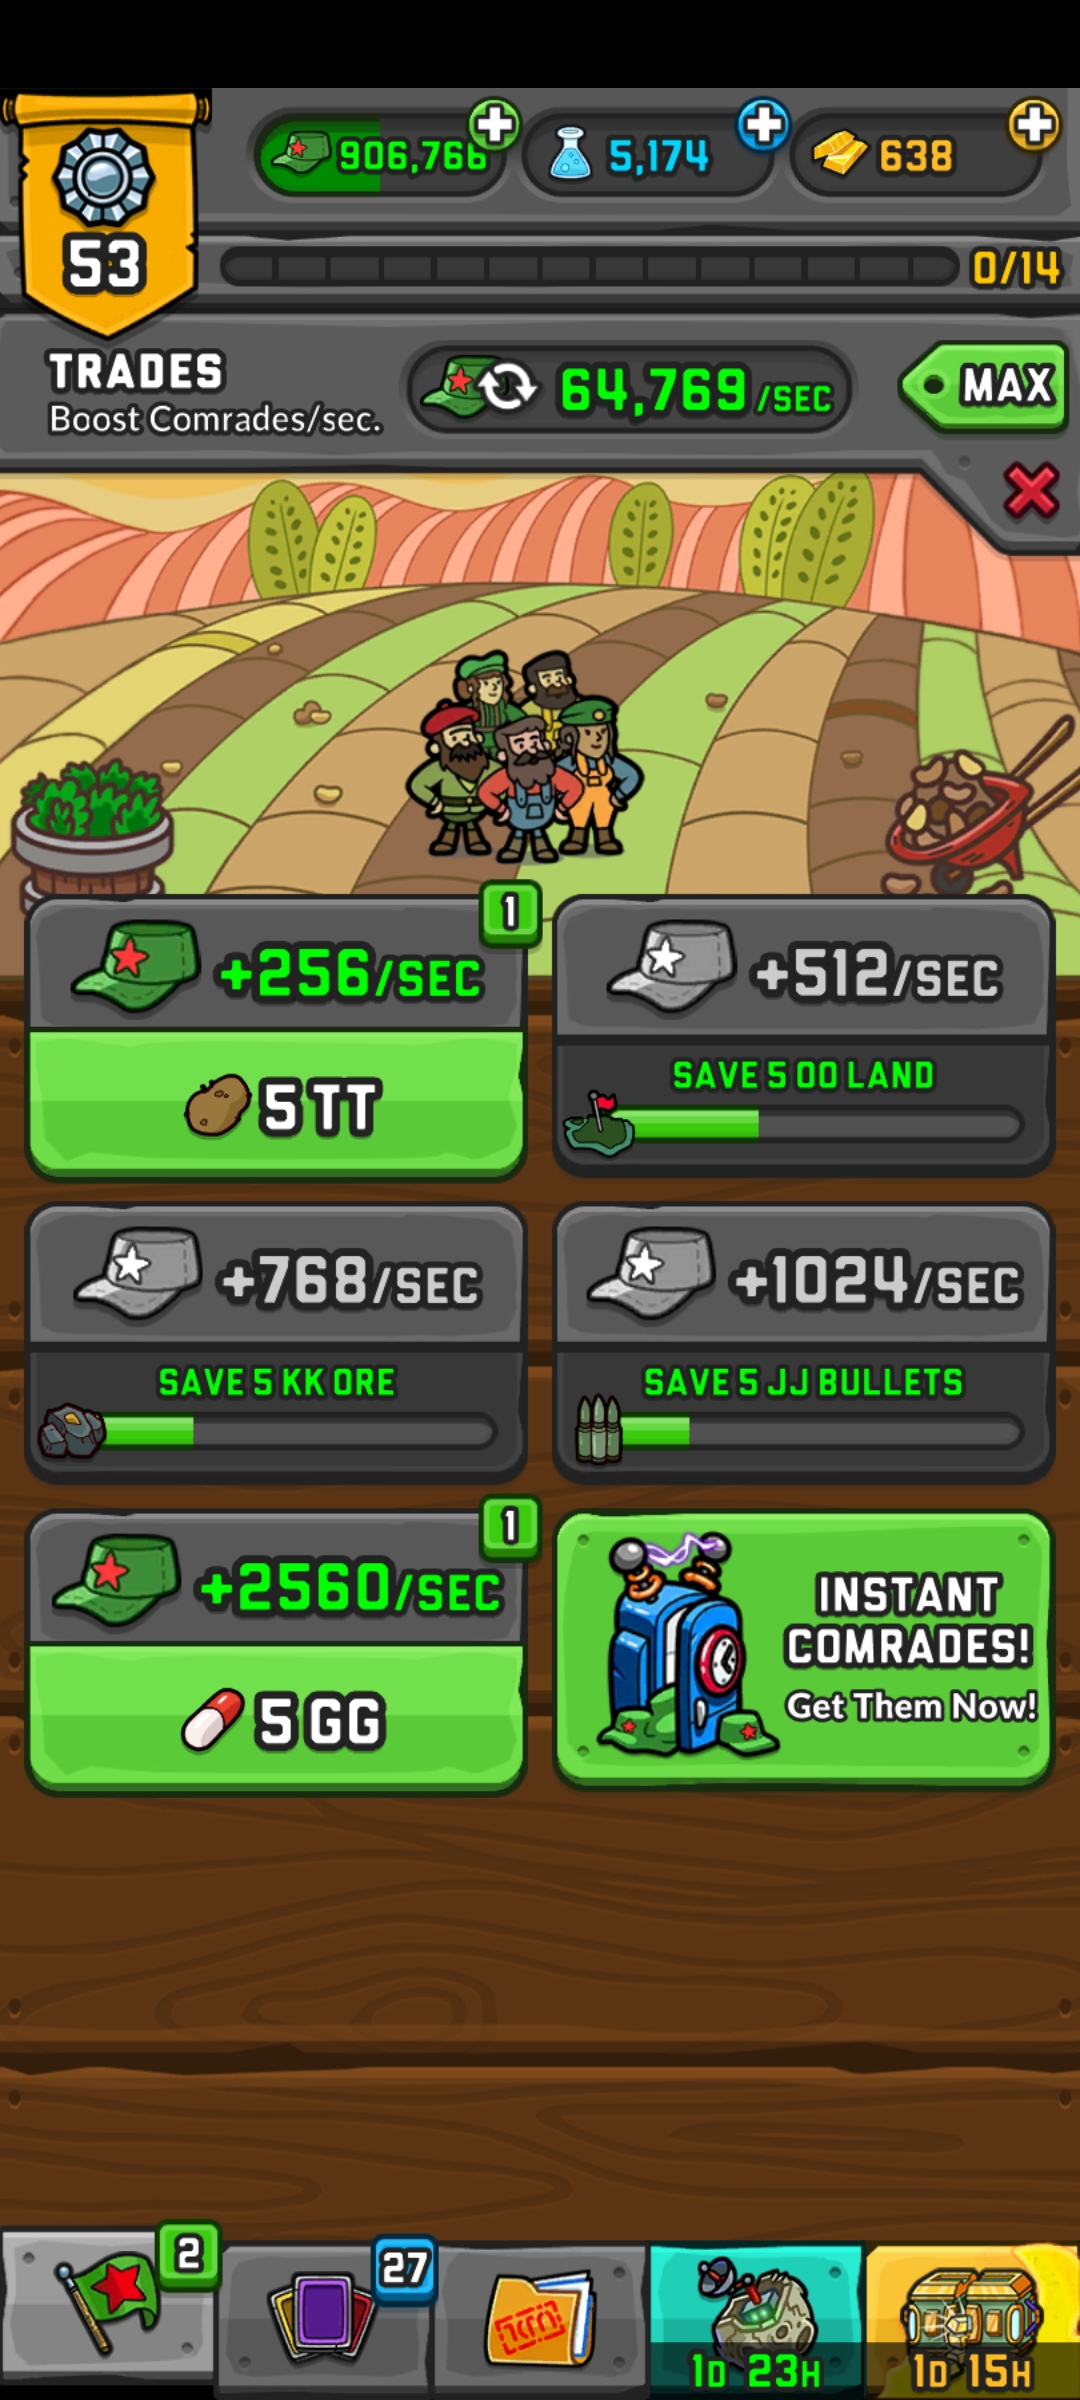 906,766
5,174
638
53
0/14
TRADES
Boost Comrades/sec.
64,769/SEC
MAX
1
+256/SEC
5 TT
+512/SEC
SAVE 5 OO LAND
+768/SEC
SAVE 5 KK ORE
+1024/SEC
SAVE 5 JJ BULLETS
1
+2560/SEC
5 GG
INSTANT
COMRADES!
Get Them Now!
2
27
1D 23H
1D 15H